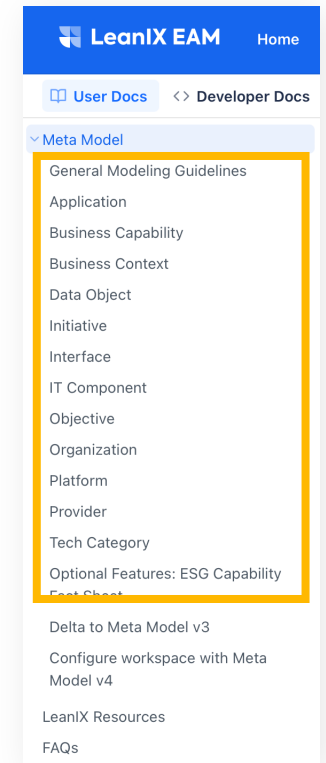 LeanIX EAM Home
User Docs <> Developer Docs
Meta Model
General Modeling Guidelines
Application
Business Capability
Business Context
Data Object
Initiative
Interface
IT Component
Objective
Organization
Platform
Provider
Tech Category
Optional Features: ESG Capability
Fact Sheet
Delta to Meta Model v3
Configure workspace with Meta
Model v4
LeanIX Resources
FAQs